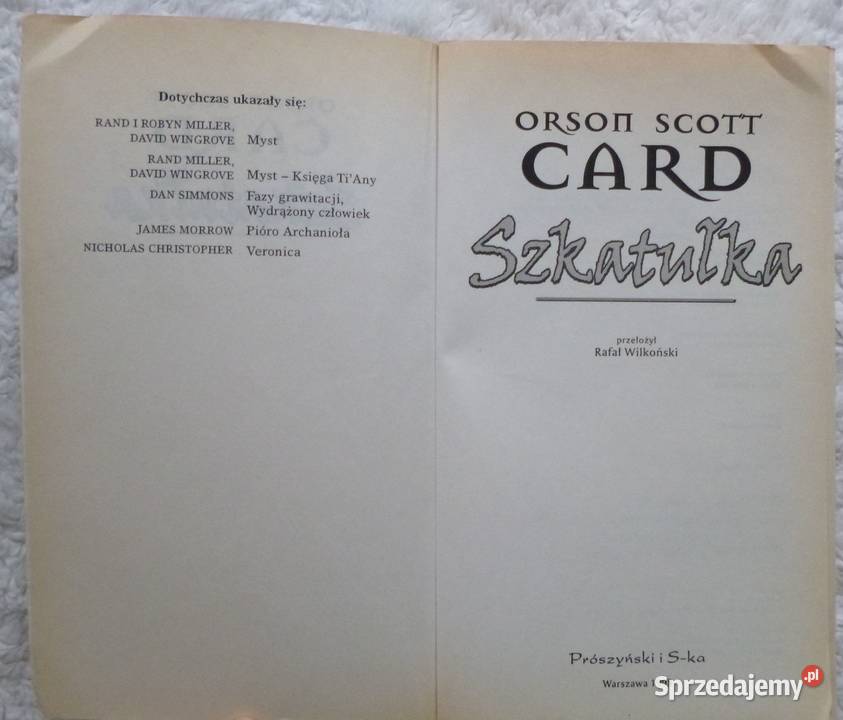 Dotychczas ukazały się:
RAND I ROBYN MILLER,
DAVID WINGROVE Myst
RAND MILLER,
DAVID WINGROVE Myst – Księga Ti'Any
DAN SIMMONS Fazy grawitacji,
Wydrążony człowiek
JAMES MORROW Pióro Archanioła
NICHOLAS CHRISTOPHER Veronica
ORSON SCOTT
CARD
Szkatułka
przełożył
Rafał Wilkoński
Prószyński i S-ka
Warszawa
Sprzedajemy.pl